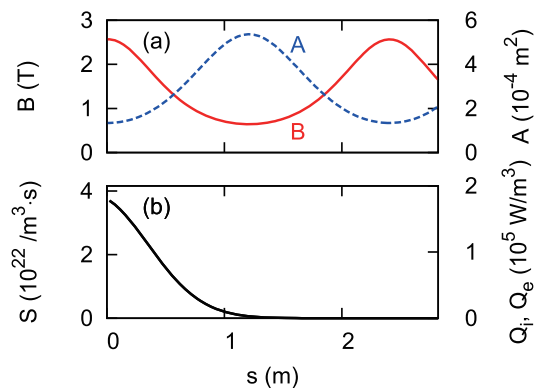 3 6
(a) A
2 4
B (T) A (10⁻⁴ m²)
1 2
B
0 0
4 2
(b)
S (10²² /m³·s) Qᵢ, Qₑ (10⁵ W/m³)
2 1
0 0
0 1 2
s (m)